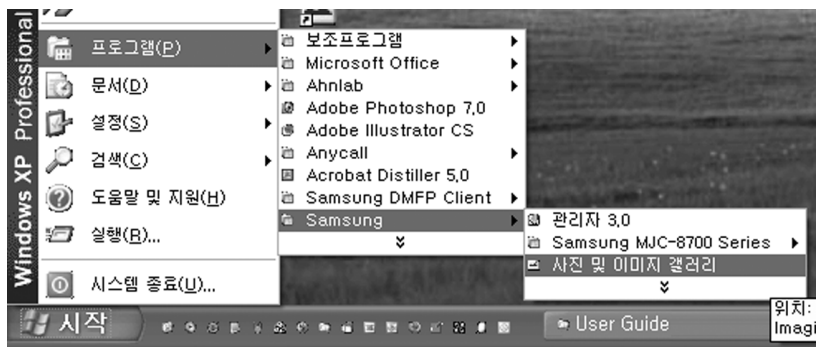 Windows XP Professional
프로그램(P)
문서(D)
설정(S)
검색(C)
도움말 및 지원(H)
실행(R)...
시스템 종료(U)...
보조프로그램
Microsoft Office
Ahnlab
Adobe Photoshop 7.0
Adobe Illustrator CS
Anycall
Acrobat Distiller 5.0
Samsung DMFP Client
Samsung
관리자 3.0
Samsung MJC-8700 Series
사진 및 이미지 갤러리
시작
User Guide
위치:
Imagi